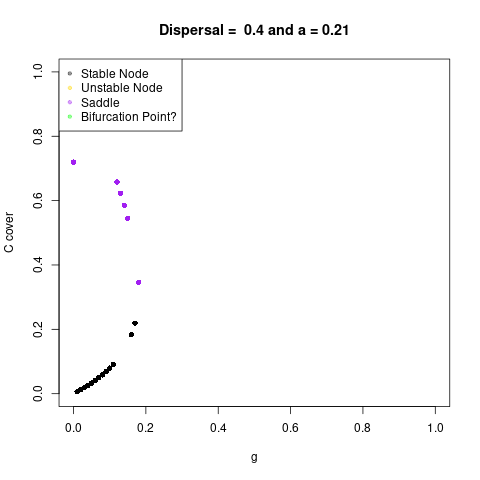 Dispersal =  0.4 and a = 0.21
Stable Node
Unstable Node
Saddle
Bifurcation Point?
C cover
1.0
0.8
0.6
0.4
0.2
0.0
0.0 0.2 0.4 0.6 0.8 1.0
g